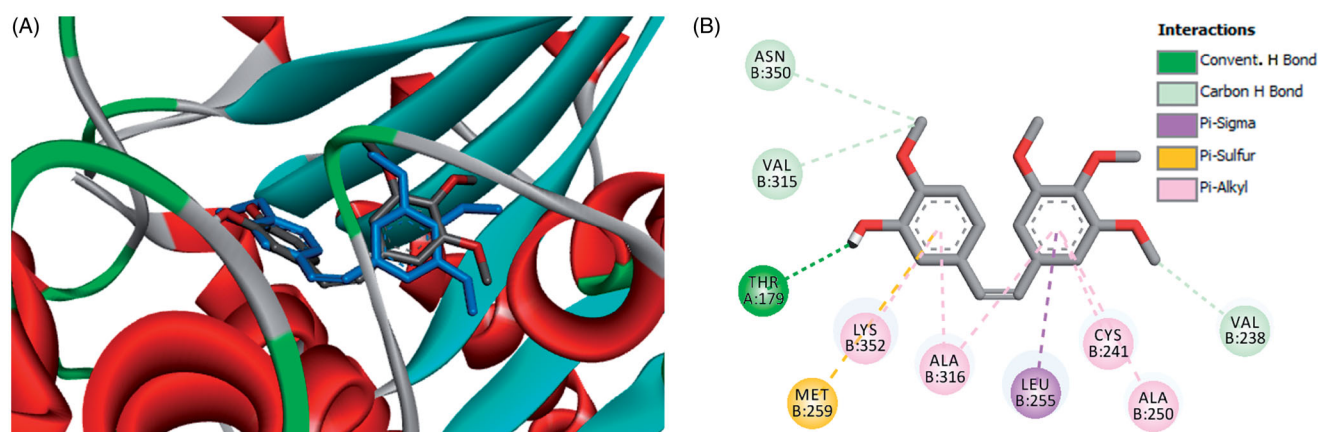 (A)
(B)
Interactions
Convent. H Bond
Carbon H Bond
Pi-Sigma
Pi-Sulfur
Pi-Alkyl
ASN
B:350
VAL
B:315
THR
A:179
LYS
B:352
MET
B:259
ALA
B:316
LEU
B:255
CYS
B:241
ALA
B:250
VAL
B:238